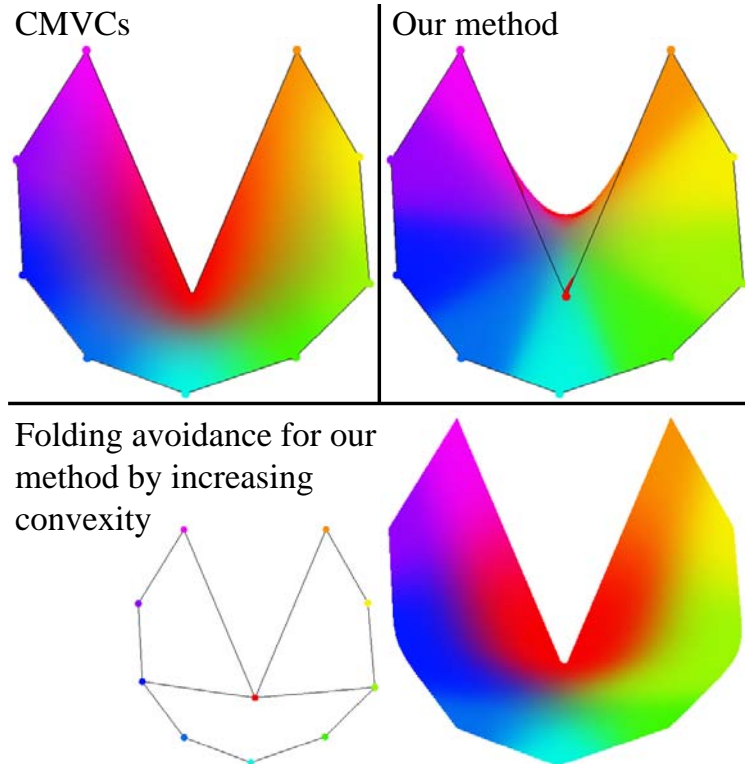 CMVCs
Our method
Folding avoidance for our
method by increasing
convexity